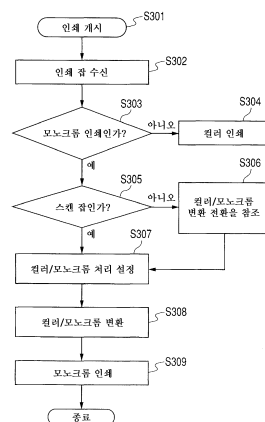 인쇄 개시
S301
인쇄 잡 수신
S302
모노크롬 인쇄인가?
S303
아니오
컬러 인쇄
S304
예
스캔 잡인가?
S305
아니오
컬러/모노크롬
변환 전환을 참조
S306
예
컬러/모노크롬 처리 설정
S307
컬러/모노크롬 변환
S308
모노크롬 인쇄
S309
종료